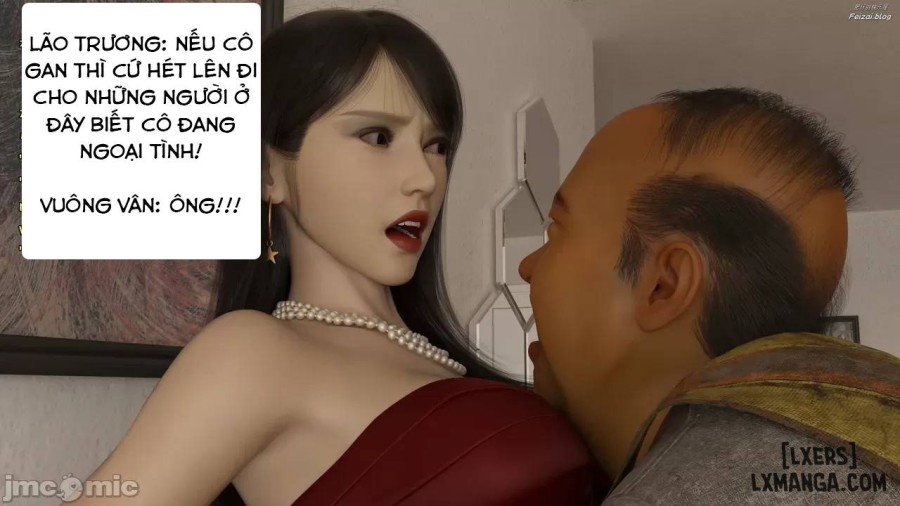 LÃO TRƯƠNG: NẾU CÔ
GAN THÌ CỨ HÉT LÊN ĐI
CHO NHỮNG NGƯỜI Ở
ĐÂY BIẾT CÔ ĐANG
NGOẠI TÌNH!
VUÔNG VÂN: ÔNG!!!
Feizai.blog
[LXERS]
LXMANGA.COM
jmcomic